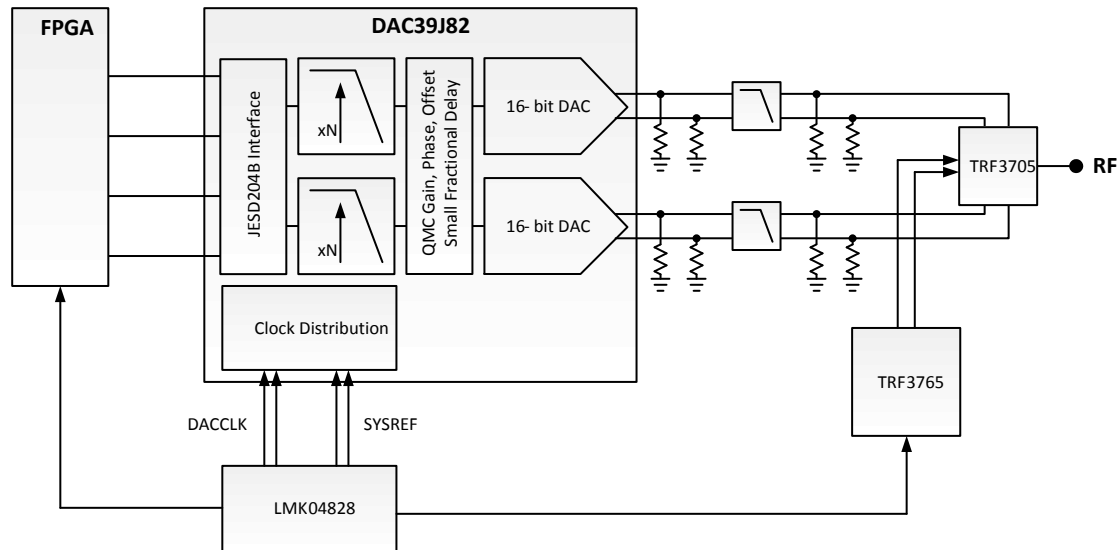 FPGA
DAC39J82
JESD204B Interface
xN
xN
QMC Gain, Phase, Offset
Small Fractional Delay
16- bit DAC
16- bit DAC
TRF3705
RF
Clock Distribution
TRF3765
DACCLK
SYSREF
LMK04828